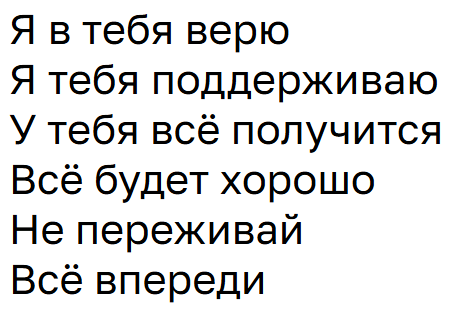 Я в тебя верю
Я тебя поддерживаю
У тебя всё получится
Всё будет хорошо
Не переживай
Всё впереди